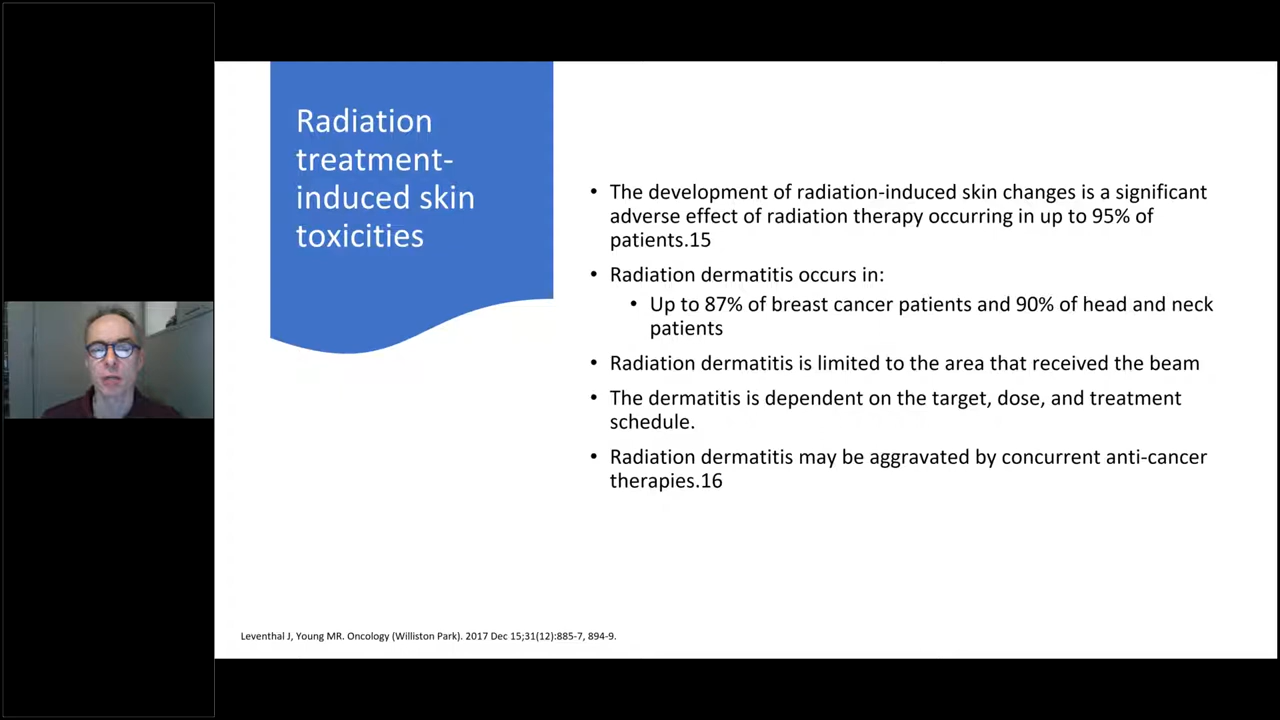 Radiation
treatment-
induced skin
toxicities
• The development of radiation-induced skin changes is a significant
adverse effect of radiation therapy occurring in up to 95% of
patients.15
• Radiation dermatitis occurs in:
• Up to 87% of breast cancer patients and 90% of head and neck
patients
• Radiation dermatitis is limited to the area that received the beam
• The dermatitis is dependent on the target, dose, and treatment
schedule.
• Radiation dermatitis may be aggravated by concurrent anti-cancer
therapies.16
Leventhal J, Young MR. Oncology (Williston Park). 2017 Dec 15;31(12):885-7, 894-9.